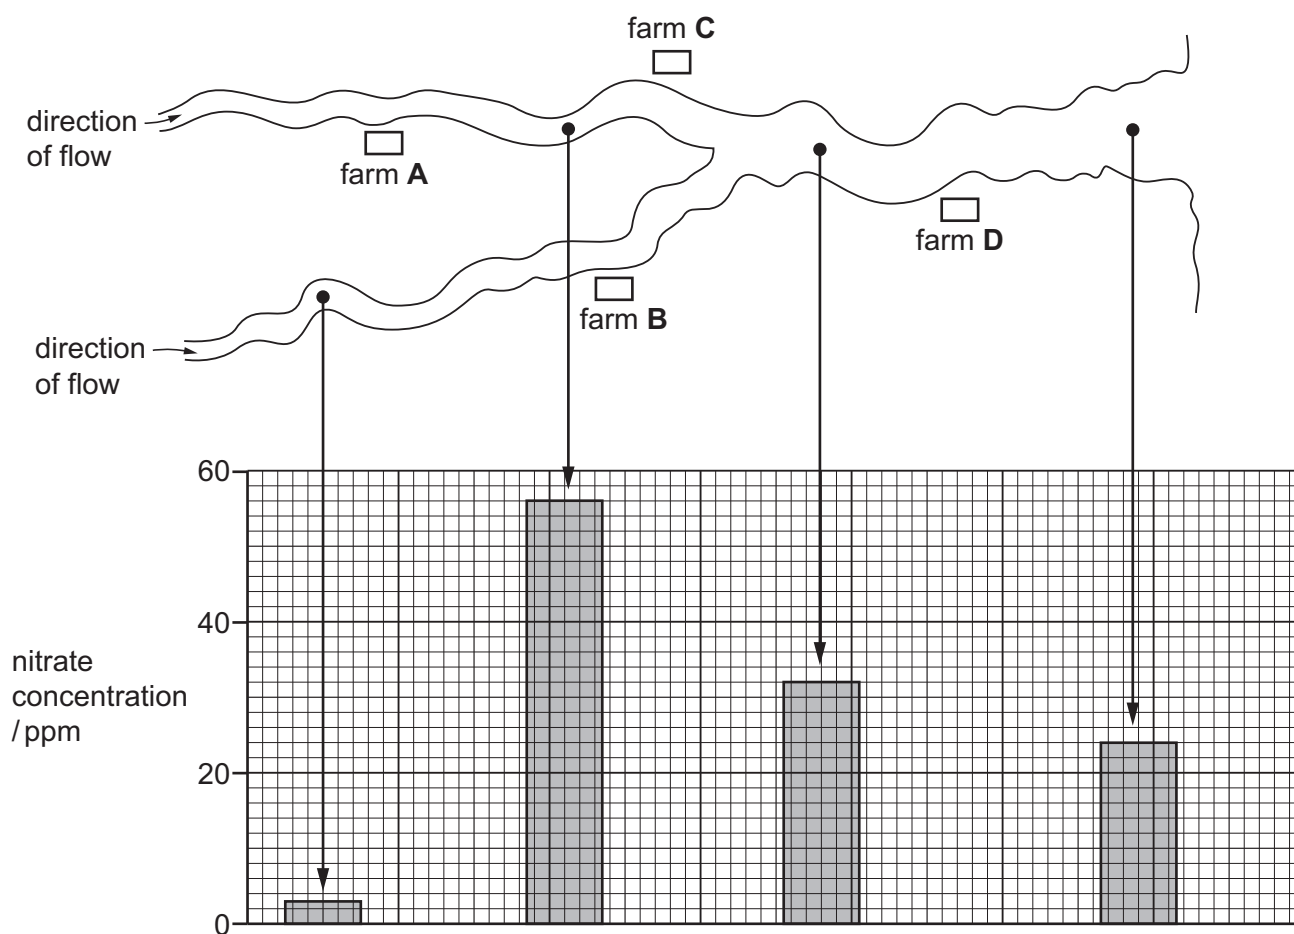 farm C
direction
of flow
farm A
farm D
farm B
direction
of flow
60
40
nitrate
concentration
/ ppm
20
0